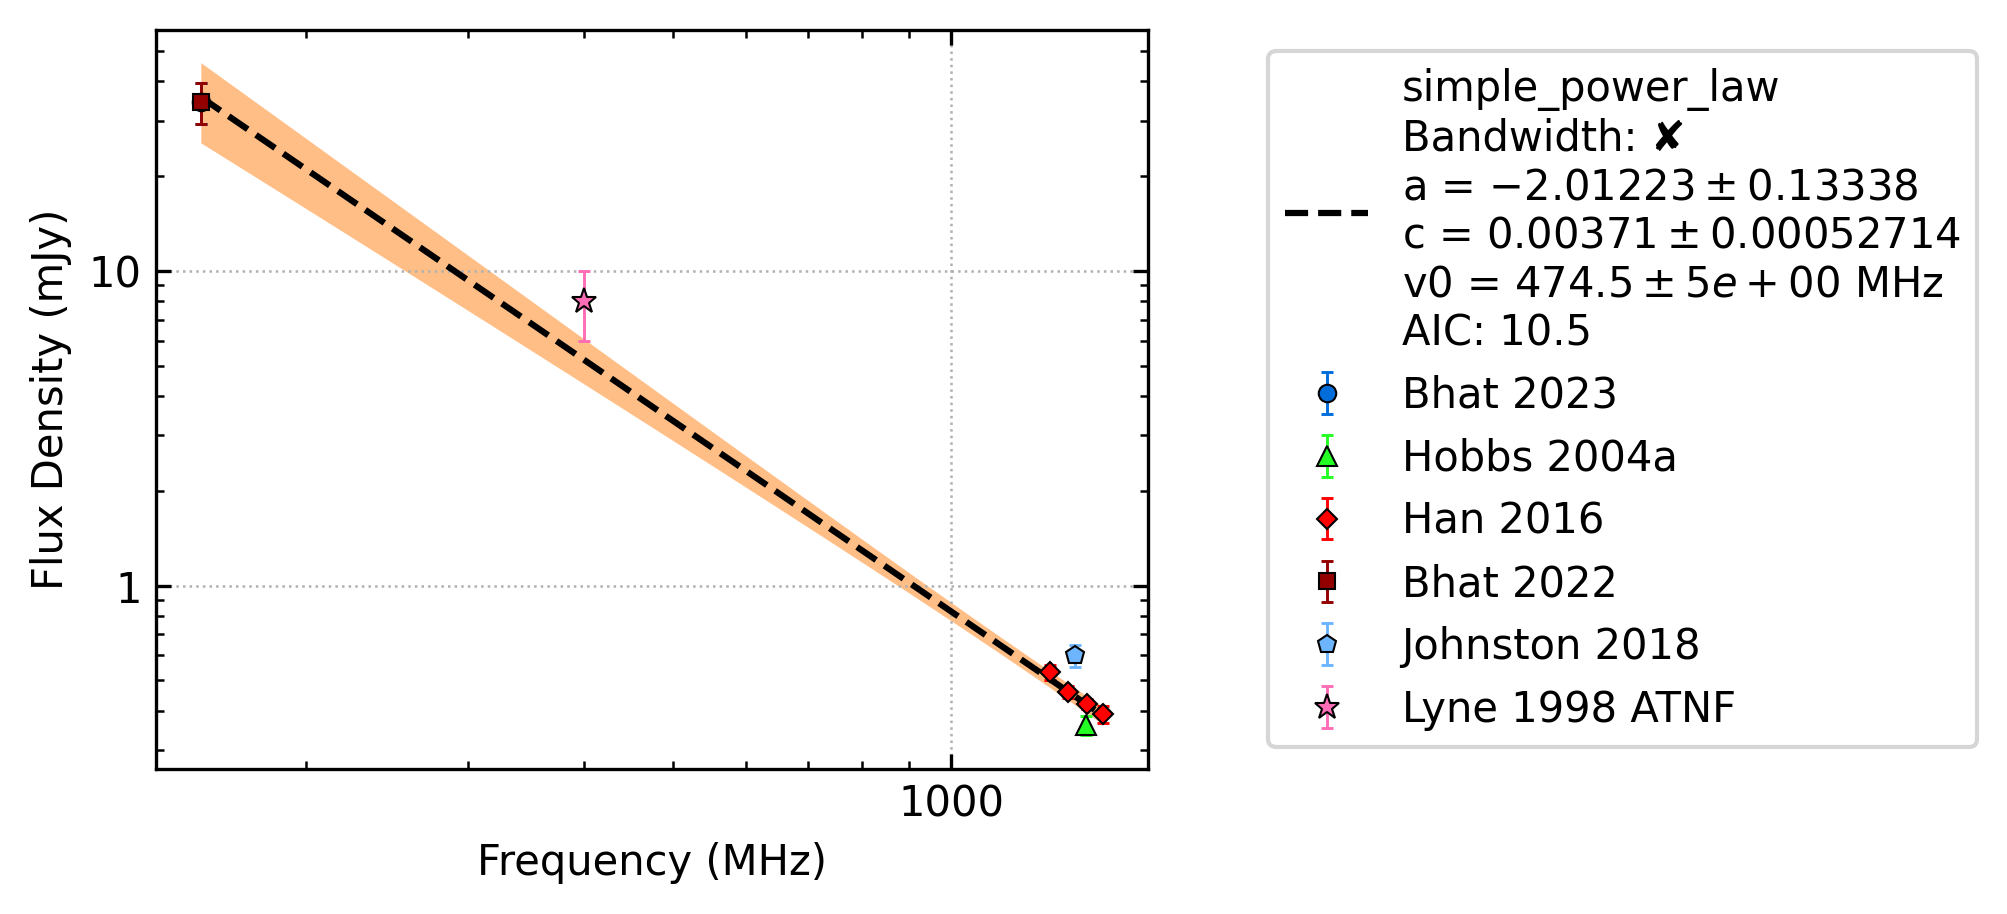 Flux Density (mJy)
10
1
1000
Frequency (MHz)
simple_power_law
Bandwidth: ✘
a = −2.01223 ± 0.13338
c = 0.00371 ± 0.00052714
v0 = 474.5 ± 5e + 00 MHz
AIC: 10.5
Bhat 2023
Hobbs 2004a
Han 2016
Bhat 2022
Johnston 2018
Lyne 1998 ATNF